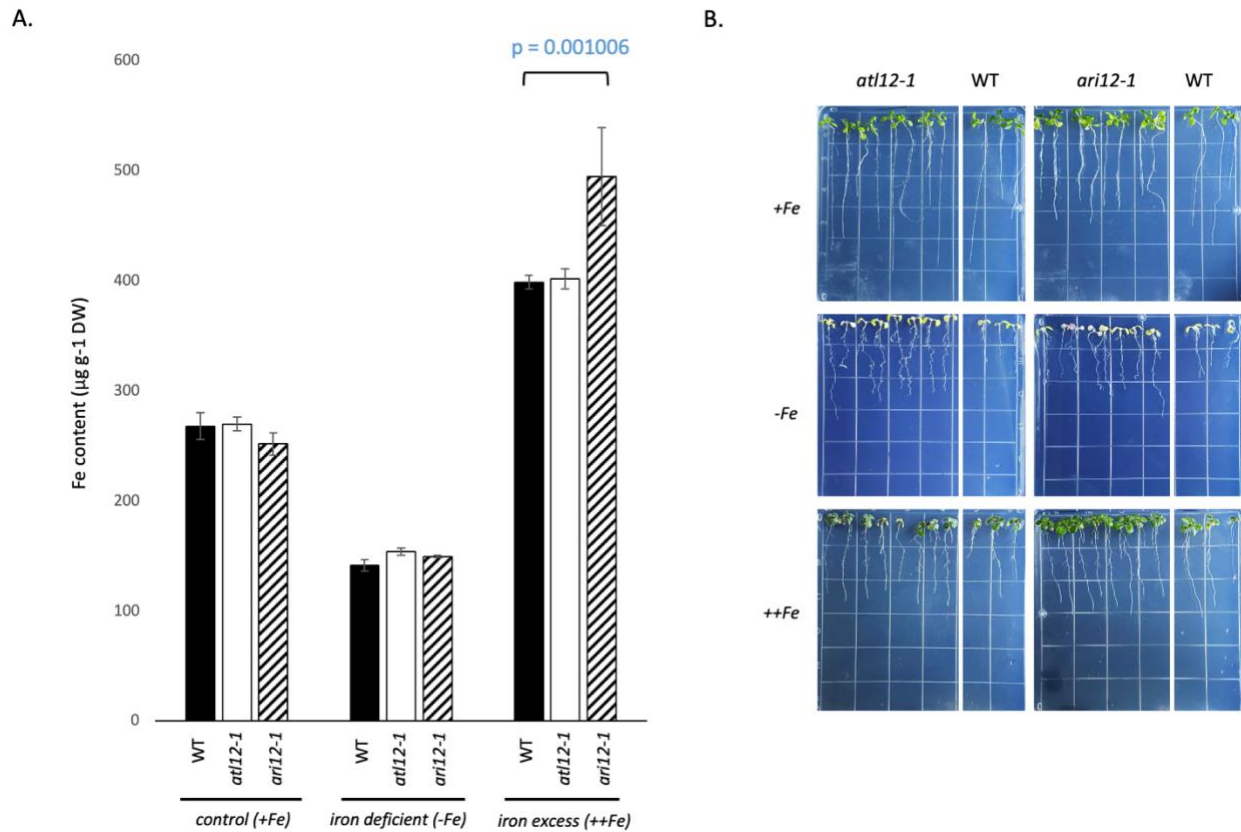 A.
p = 0.001006
600
500
400
300
200
100
0
Fe content (µg g-1 DW)
WT
atl12-1
ari12-1
WT
atl12-1
ari12-1
WT
atl12-1
ari12-1
control (+Fe)
iron deficient (-Fe)
iron excess (++Fe)
B.
atl12-1 WT ari12-1 WT
+Fe
-Fe
++Fe